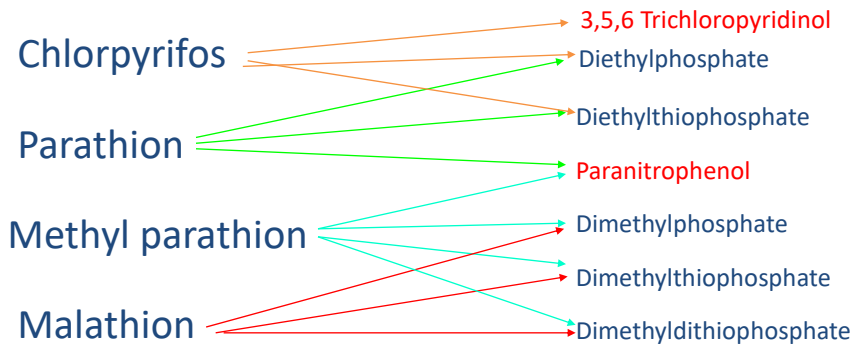 Chlorpyrifos
Parathion
Methyl parathion
Malathion
3,5,6 Trichloropyridinol
Diethylphosphate
Diethylthiophosphate
Paranitrophenol
Dimethylphosphate
Dimethylthiophosphate
Dimethyldithiophosphate